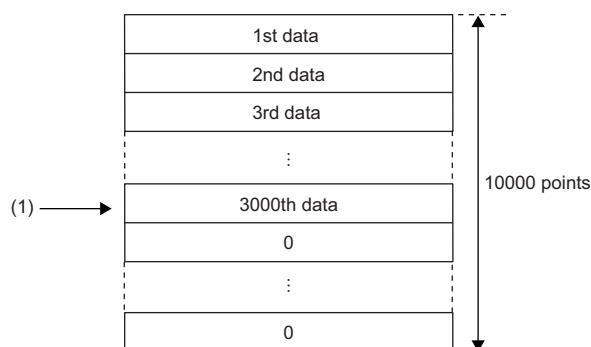 1st data
2nd data
3rd data
⋮
10000 points
(1)
3000th data
0
⋮
0